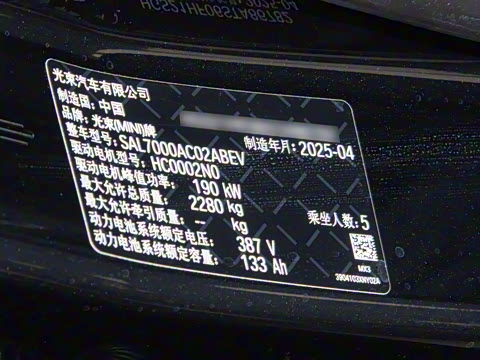 光束汽车有限公司
制造国: 中国
品牌: 光束(MINI)牌
制造年月: 2025-04
整车型号: SAL7000AC02ABEV
驱动电机型号: HC0002N0
驱动电机峰值功率: 190 kW
最大允许总质量: 2280 kg
最大允许牵引质量: -- kg
乘坐人数: 5
动力电池系统额定电压: 387 V
动力电池系统额定容量: 133 Ah
MX3